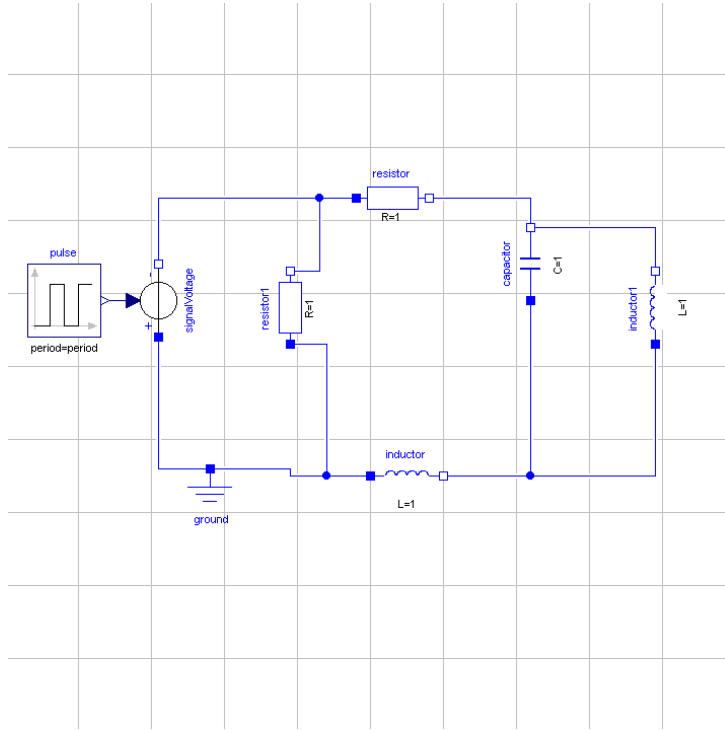 resistor
R=1
pulse
period=period
-
+
signalVoltage
resistor1
R=1
capacitor
C=1
inductor1
L=1
inductor
L=1
ground